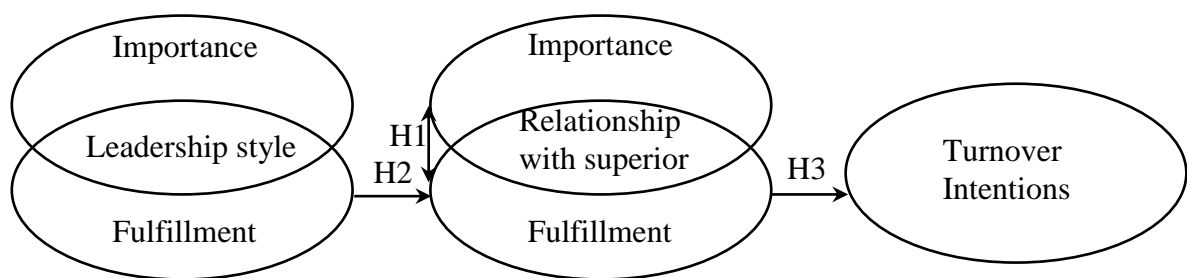 Importance
Leadership style
Fulfillment
H1
H2
Importance
Relationship
with superior
Fulfillment
H3
Turnover
Intentions